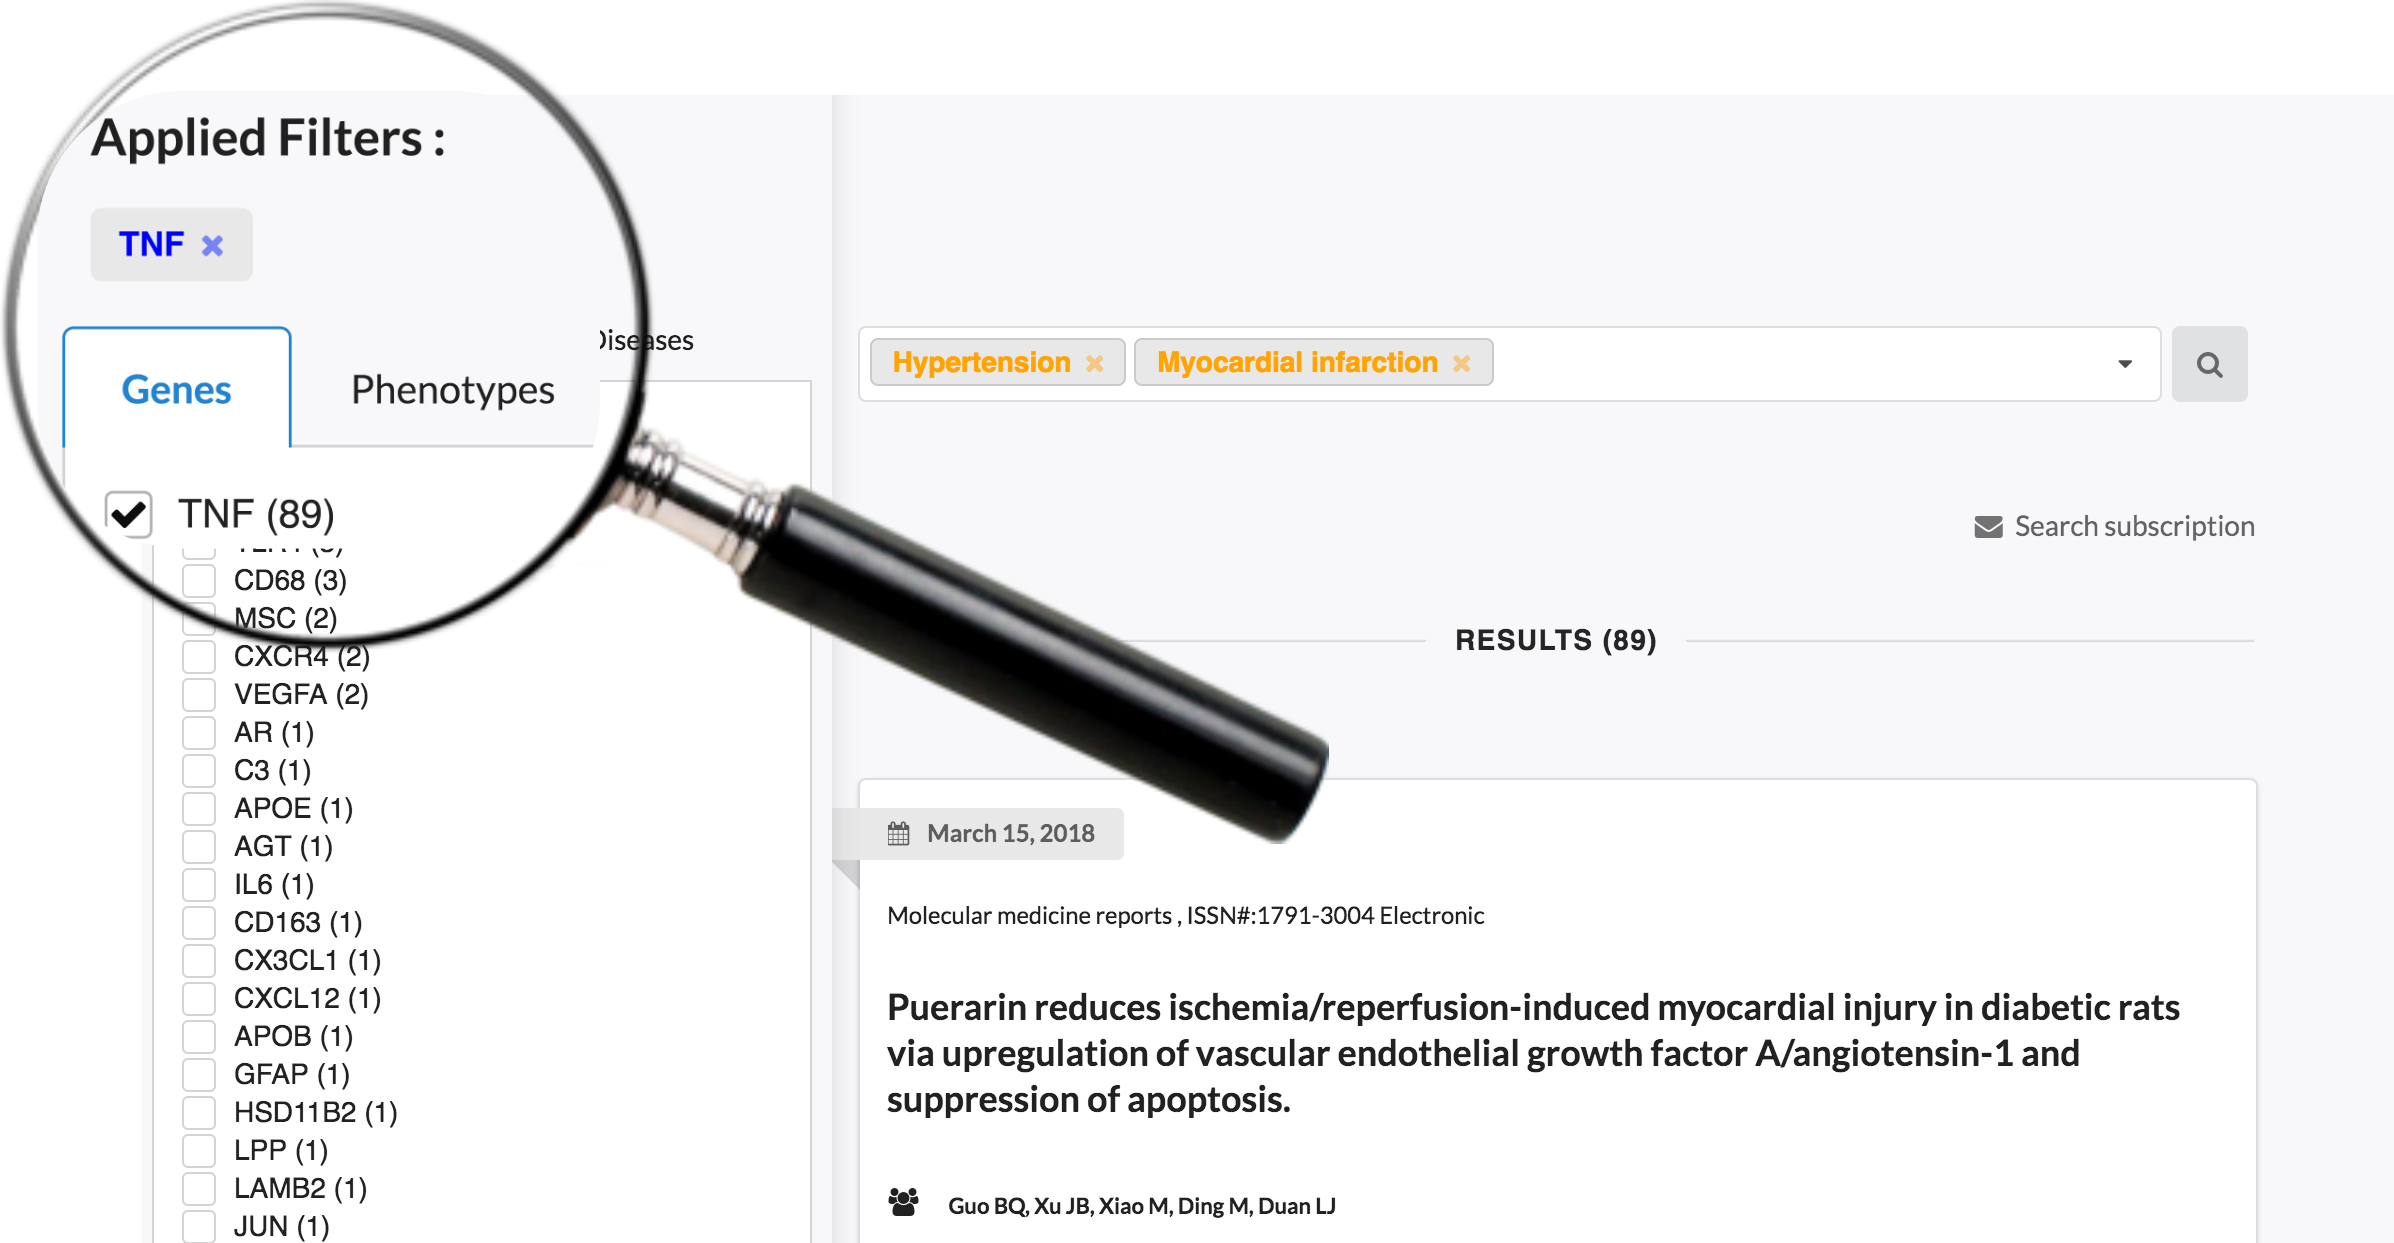 Applied Filters :
TNF
Genes
Phenotypes
Diseases
TNF (89)
CD68 (3)
MSC (2)
CXCR4 (2)
VEGFA (2)
AR (1)
C3 (1)
APOE (1)
AGT (1)
IL6 (1)
CD163 (1)
CX3CL1 (1)
CXCL12 (1)
APOB (1)
GFAP (1)
HSD11B2 (1)
LPP (1)
LAMB2 (1)
JUN (1)
Hypertension
Myocardial infarction
Search subscription
RESULTS (89)
March 15, 2018
Molecular medicine reports , ISSN#:1791-3004 Electronic
Puerarin reduces ischemia/reperfusion-induced myocardial injury in diabetic rats
via upregulation of vascular endothelial growth factor A/angiotensin-1 and
suppression of apoptosis.
Guo BQ, Xu JB, Xiao M, Ding M, Duan LJ